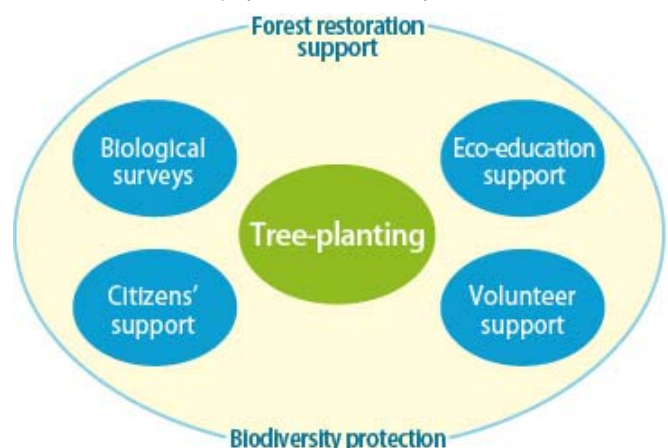 Forest restoration
support
Biological
surveys
Eco-education
support
Tree-planting
Citizens'
support
Volunteer
support
Biodiversity protection